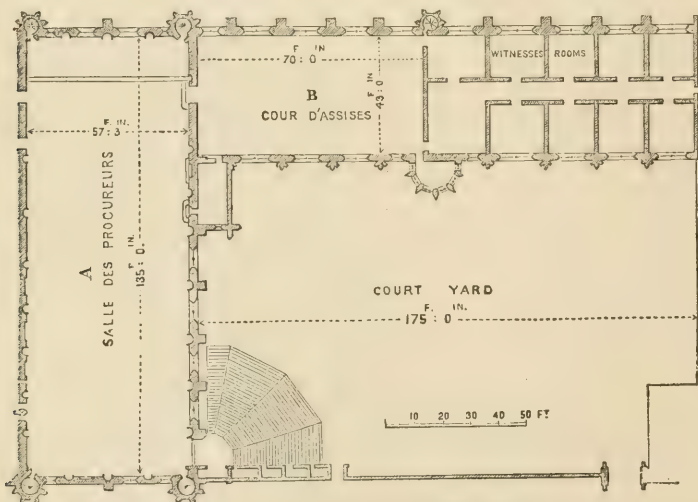 F. IN
70 : 0
B
COUR D'ASSISES
F. IN
43 : 0
WITNESSES ROOMS
F. IN.
57 : 3
A
SALLE DES PROCUREURS
F. IN.
135 : 0.
COURT YARD
F. IN.
175 : 0
10 20 30 40 50 FT